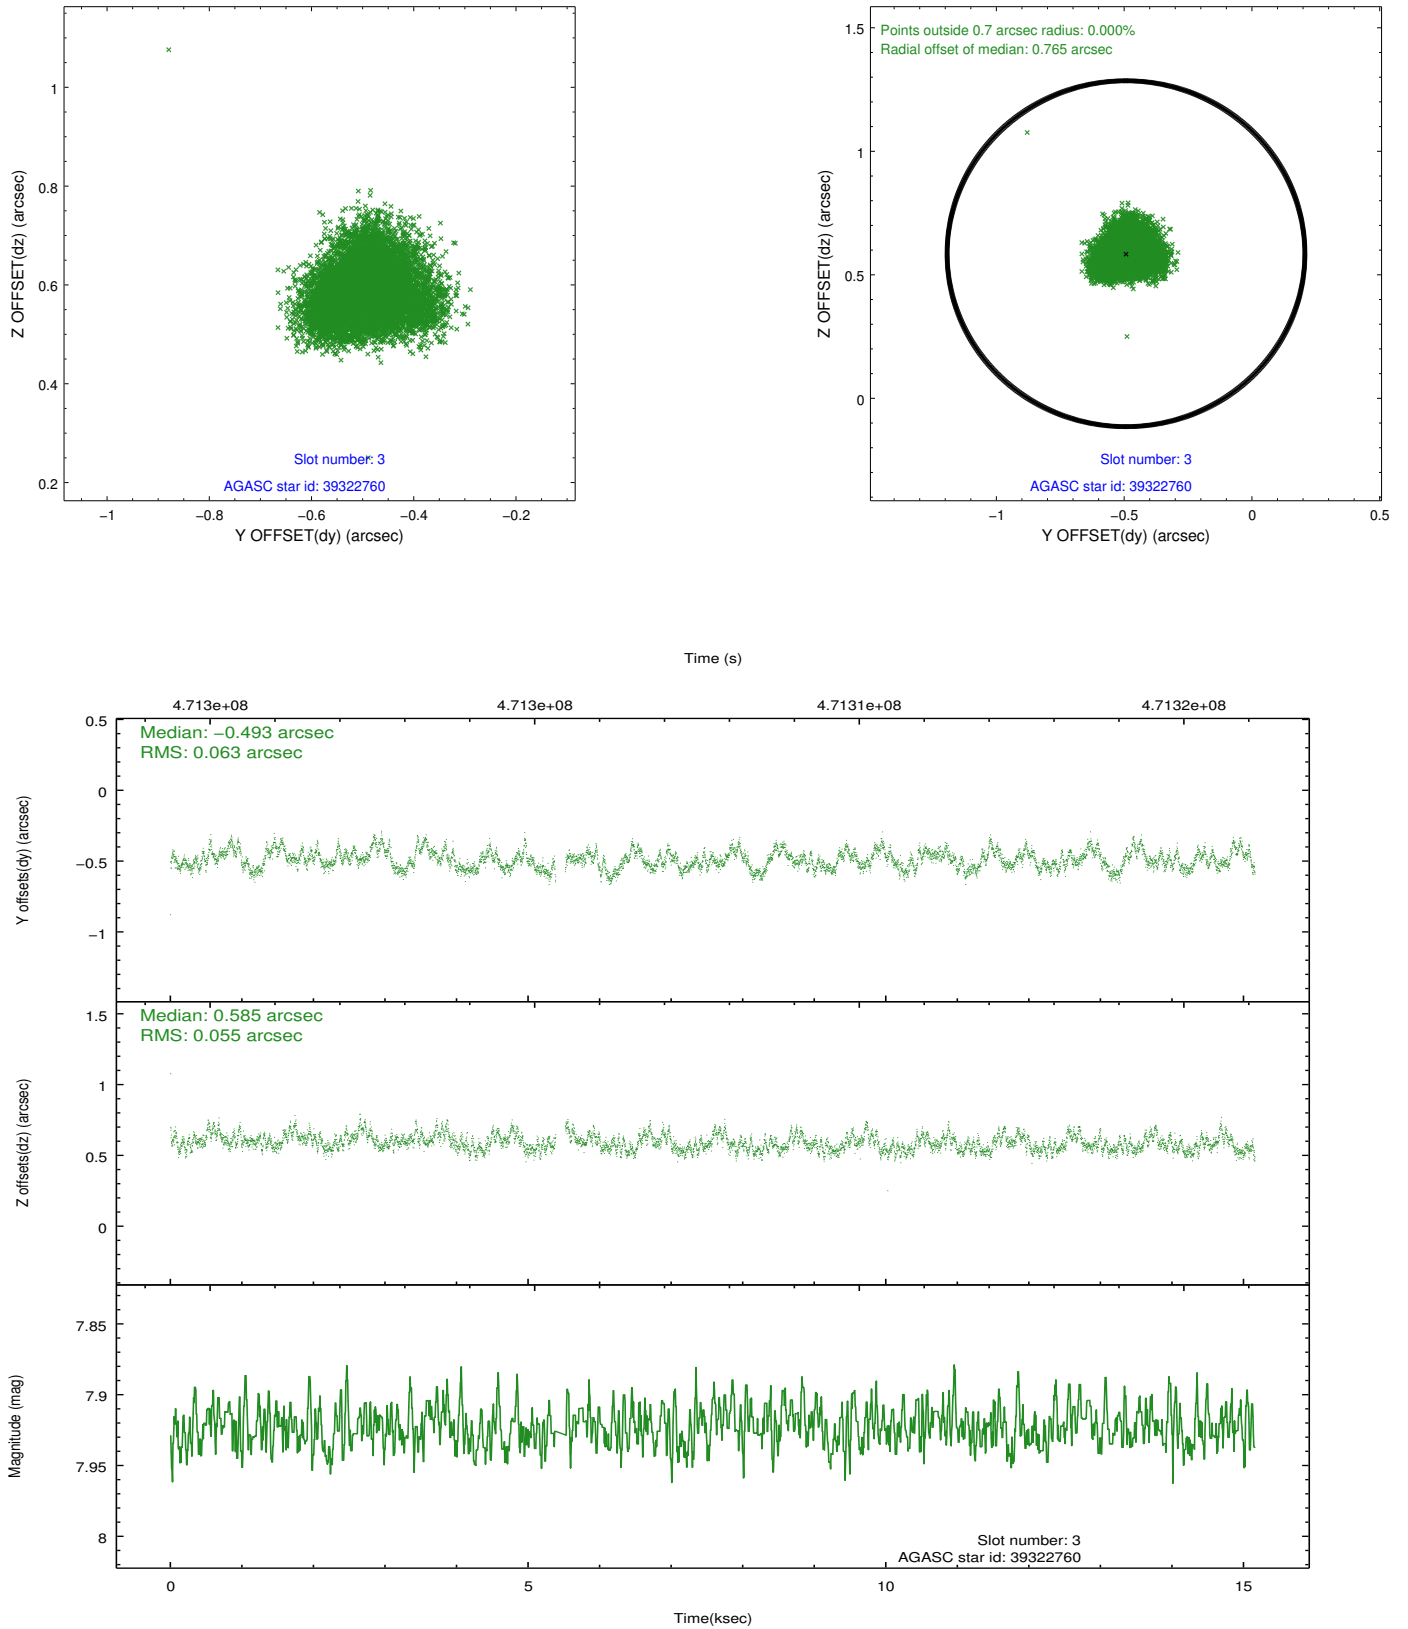 1
0.8
0.6
0.4
0.2
Z OFFSET(dz) (arcsec)
Slot number: 3
AGASC star id: 39322760
−1
−0.8
−0.6
−0.4
−0.2
Y OFFSET(dy) (arcsec)
Points outside 0.7 arcsec radius: 0.000%
Radial offset of median: 0.765 arcsec
1.5
1
0.5
0
Z OFFSET(dz) (arcsec)
Slot number: 3
AGASC star id: 39322760
−1
−0.5
0
0.5
Y OFFSET(dy) (arcsec)
Time (s)
4.713e+08
4.713e+08
4.7131e+08
4.7132e+08
Median: −0.493 arcsec
RMS: 0.063 arcsec
0.5
0
−0.5
−1
Y offsets(dy) (arcsec)
Median: 0.585 arcsec
RMS: 0.055 arcsec
1.5
1
0.5
0
Z offsets(dz) (arcsec)
7.85
7.9
7.95
8
Magnitude (mag)
Slot number: 3
AGASC star id: 39322760
0
5
10
15
Time(ksec)